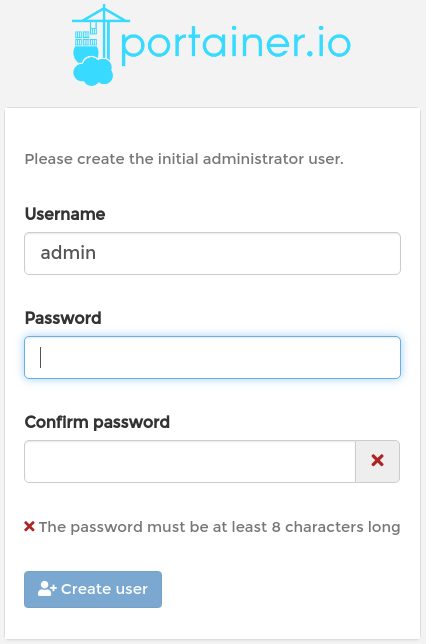 portainer.io
Please create the initial administrator user.
Username
admin
Password
Confirm password
The password must be at least 8 characters long
Create user